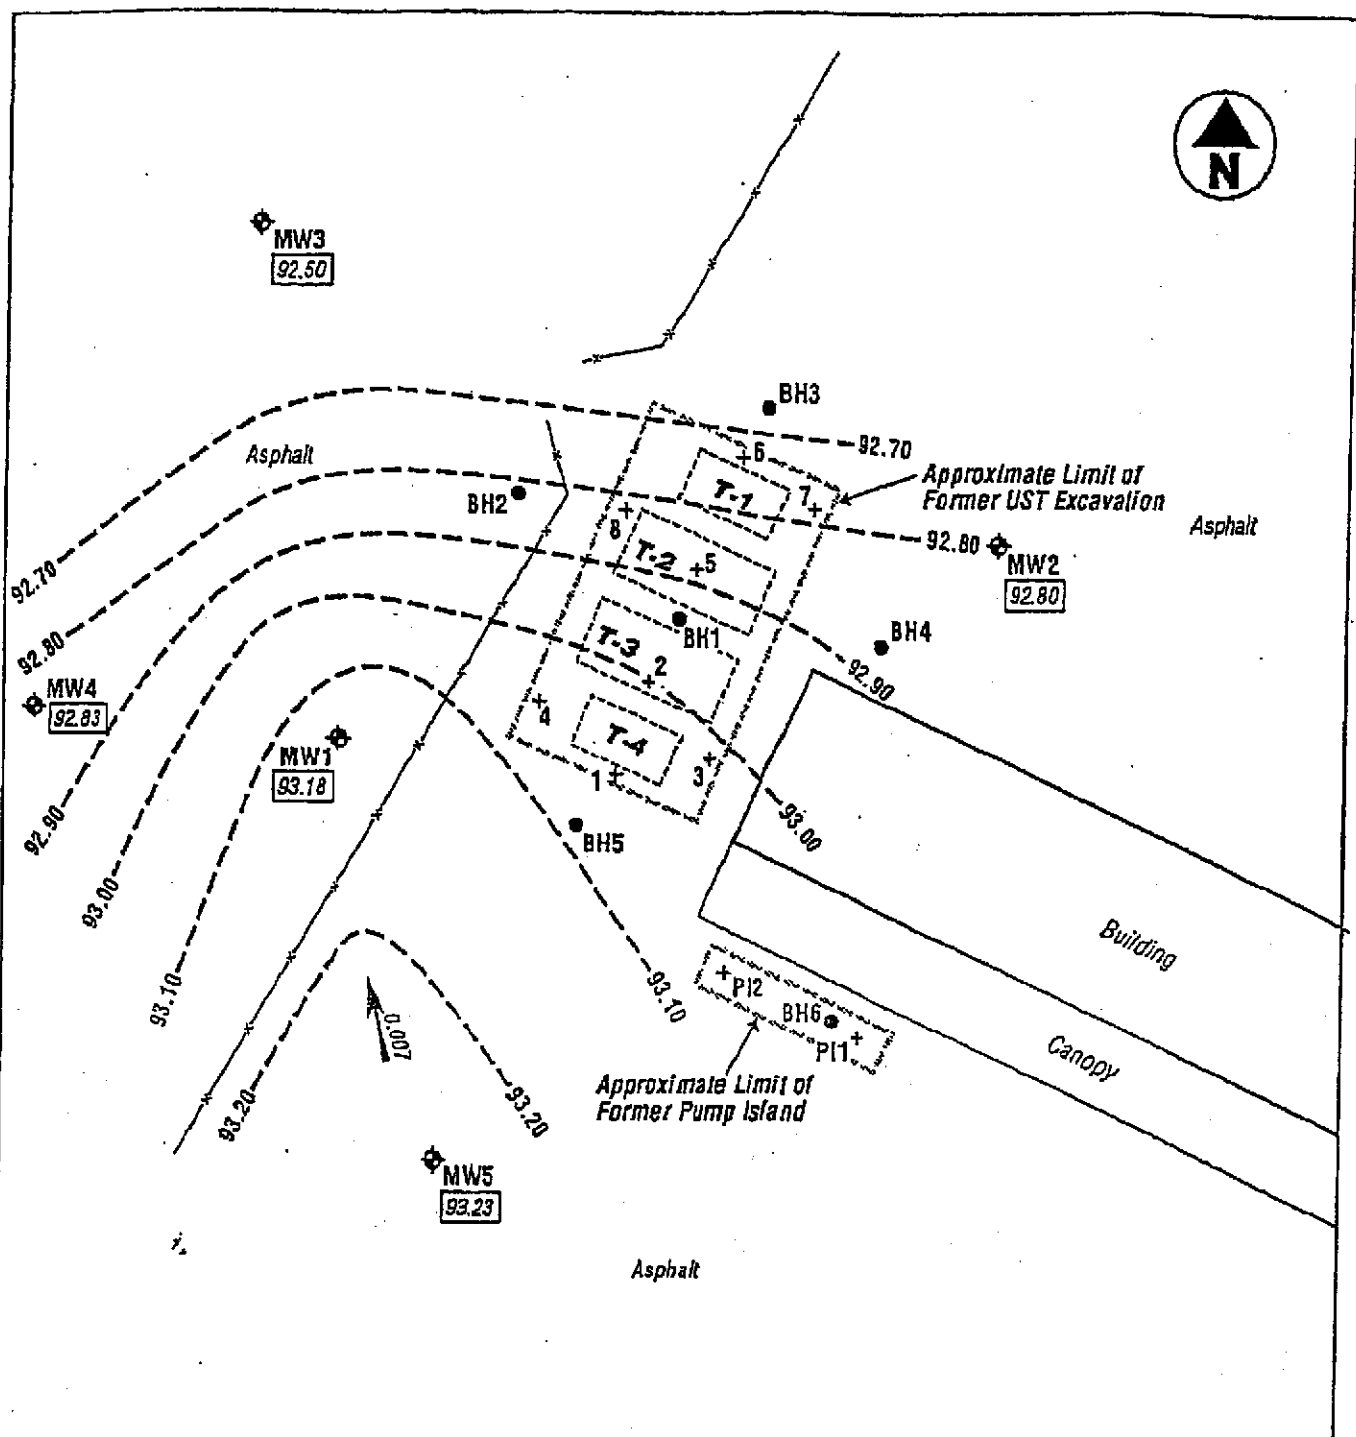 N
MW3
92.50
BH3
92.70
6
Asphalt
Approximate Limit of
Former UST Excavation
T-1
7
BH2
8
Asphalt
92.80
MW2
92.80
T-2
5
92.70
BH1
BH4
T-3
2
92.80
92.90
MW4
92.83
4
T-4
MW1
93.18
1
3
92.90
93.00
BH5
93.00
Building
93.10
93.10
PI2
BH6
PI1
0.007
Canopy
Approximate Limit of
Former Pump Island
93.20
93.20
MW5
93.23
Asphalt